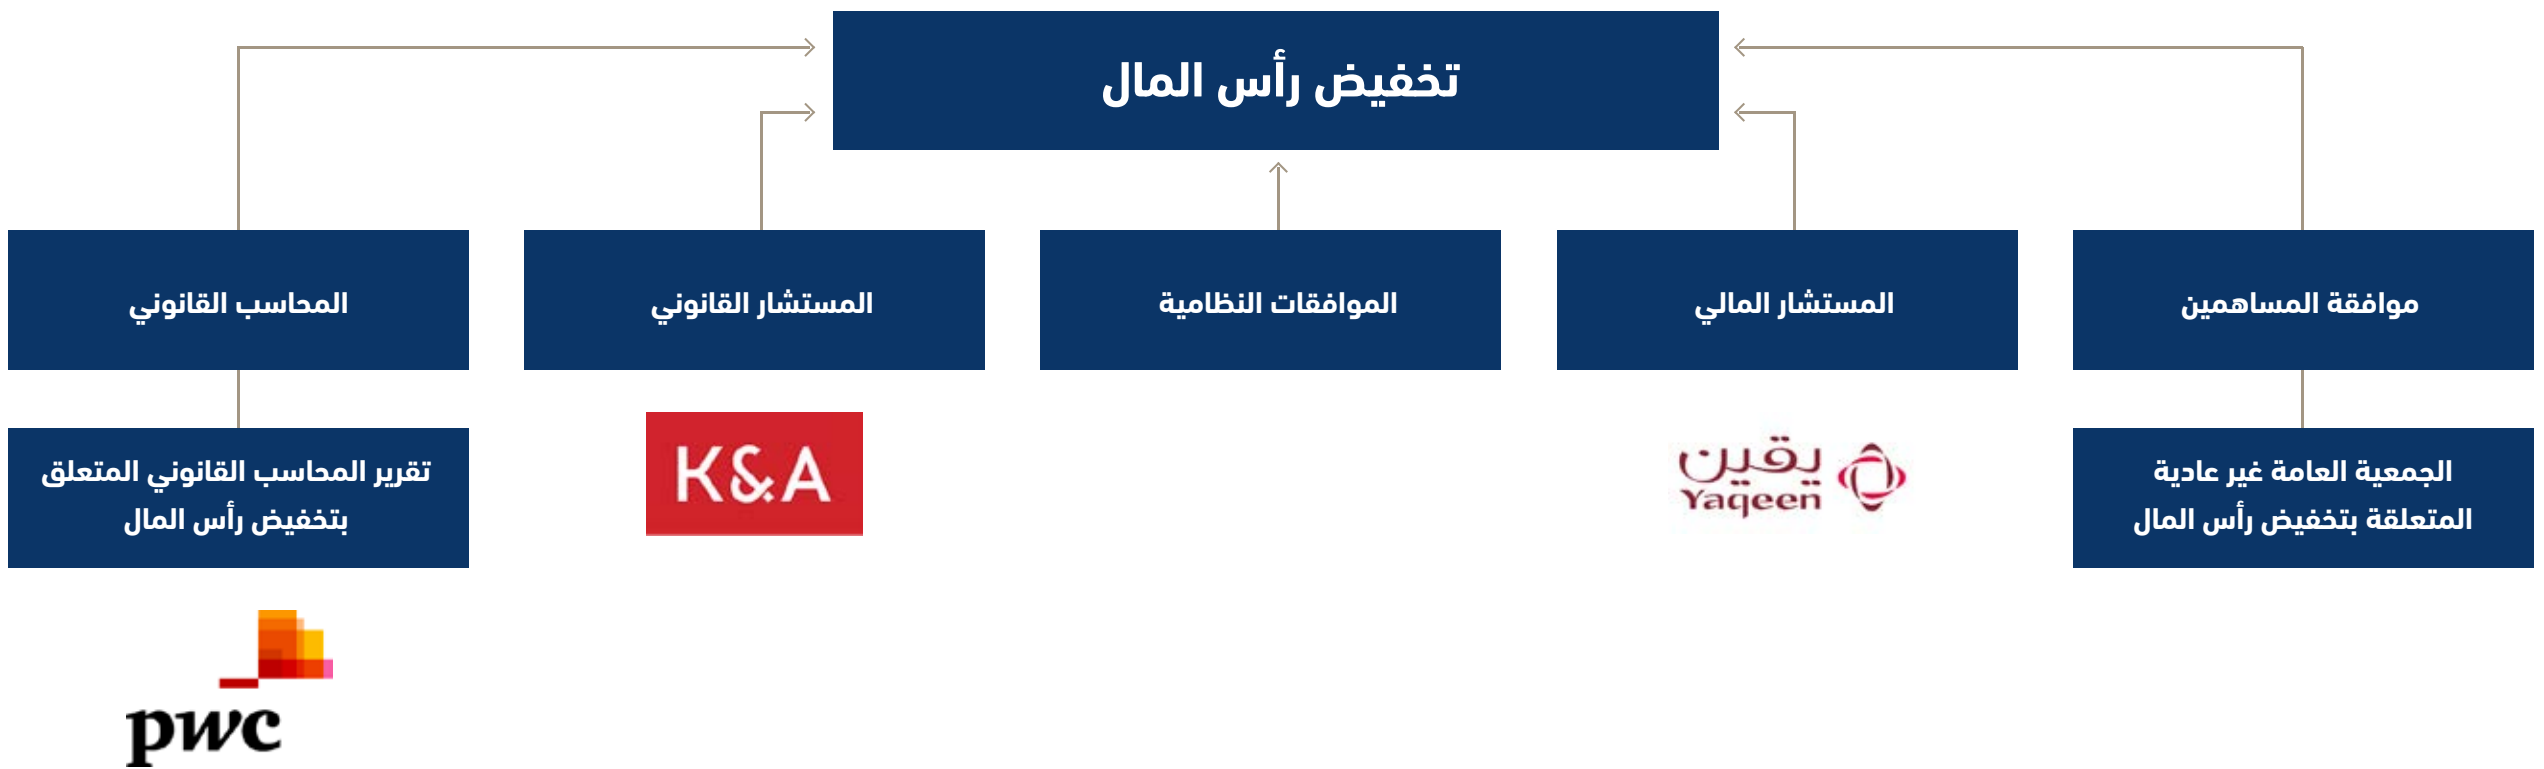 تخفيض رأس المال
موافقة المساهمين
المستشار المالي
الموافقات النظامية
المستشار القانوني
المحاسب القانوني
الجمعية العامة غير عادية
المتعلقة بتخفيض رأس المال
يقين
Yaqeen
K&A
تقرير المحاسب القانوني المتعلق
بتخفيض رأس المال
pwc